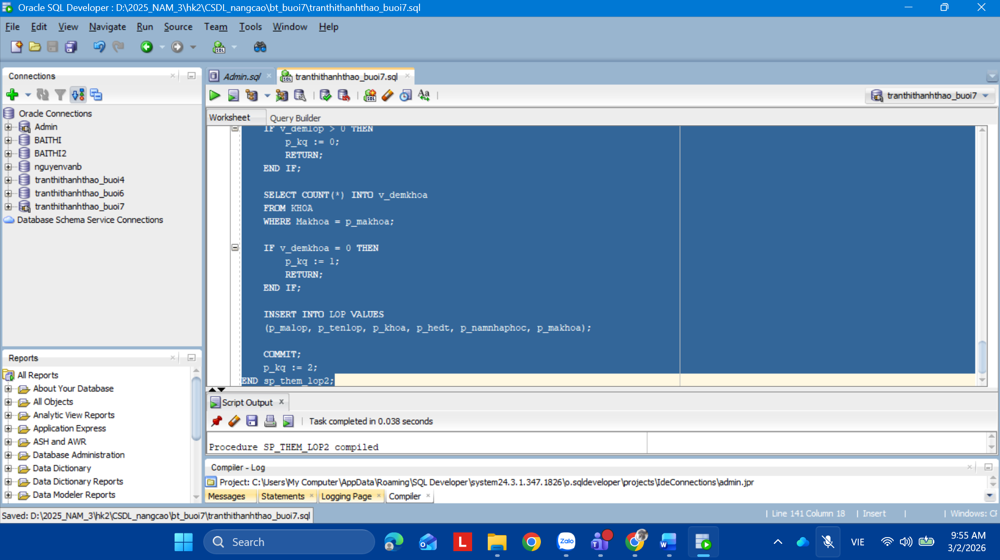 Oracle SQL Developer : D:\2025_NAM_3\hk2\CSDL_nangcao\bt_buoi7\tranthithanhthao_buoi7.sql
File Edit View Navigate Run Source Team Tools Window Help
Connections
Oracle Connections
Admin
BAITHI
BAITHI2
nguyenvanb
tranthithanhthao_buoi4
tranthithanhthao_buoi6
tranthithanhthao_buoi7
Database Schema Service Connections
Reports
All Reports
About Your Database
All Objects
Analytic View Reports
Application Express
ASH and AWR
Database Administration
Data Dictionary
Data Dictionary Reports
Data Modeler Reports
Admin.sql
tranthithanhthao_buoi7.sql
tranthithanhthao_buoi7
Worksheet
Query Builder
IF v_demlop > 0 THEN
p_kq := 0;
RETURN;
END IF;
SELECT COUNT(*) INTO v_demkhoa
FROM KHOA
WHERE Makhoa = p_makhoa;
IF v_demkhoa = 0 THEN
p_kq := 1;
RETURN;
END IF;
INSERT INTO LOP VALUES
(p_malop, p_tenlop, p_khoa, p_hedt, p_namnhaphoc, p_makhoa);
COMMIT;
p_kq := 2;
END sp_them_lop2;
Script Output
Task completed in 0.038 seconds
Procedure SP_THEM_LOP2 compiled
Compiler - Log
Project: C:\Users\My Computer\AppData\Roaming\SQL Developer\system24.3.1.347.1826\o.sqldeveloper\projects\IdeConnections\admin.jpr
Messages
Statements
Logging Page
Compiler
Saved: D:\2025_NAM_3\hk2\CSDL_nangcao\bt_buoi7\tranthithanhthao_buoi7.sql
Line 141 Column 18
Insert
Windows: CF
Search
L
Zalo
VIE
9:55 AM
3/2/2026